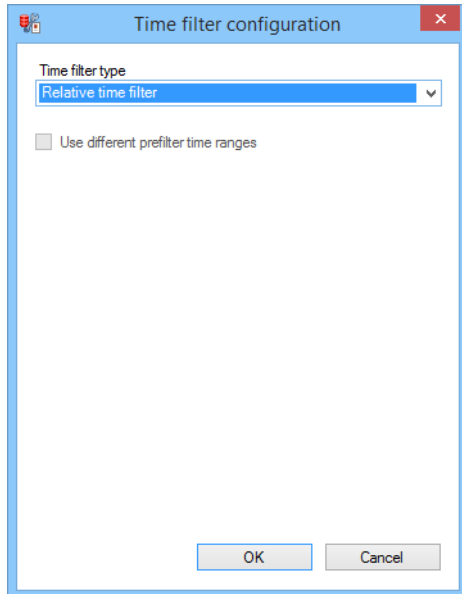 Time filter configuration
Time filter type
Relative time filter
Use different prefilter time ranges
OK
Cancel